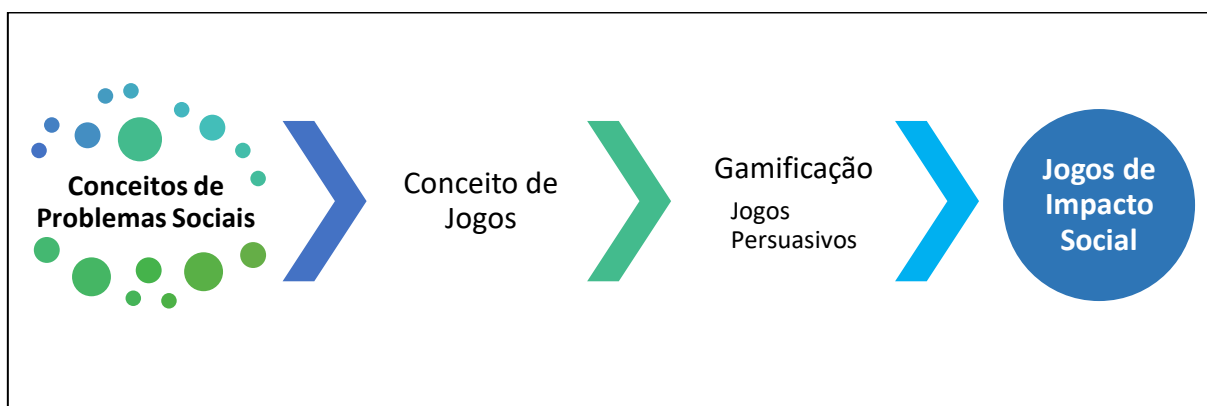 Conceitos de
Problemas Sociais
Conceito de
Jogos
Gamificação
Jogos
Persuasivos
Jogos de
Impacto
Social